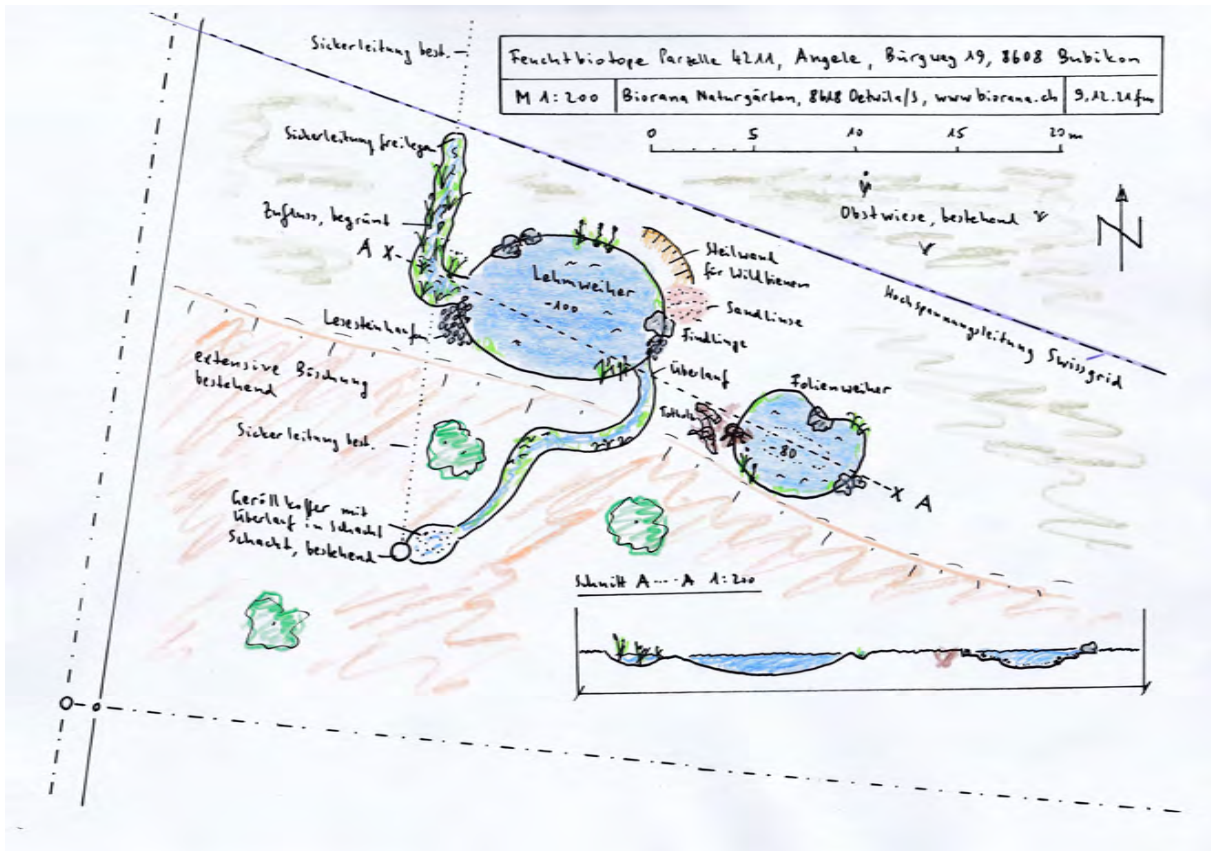 Sickerleitung best.
Feuchtbiotope Parzelle 4211, Angele, Bürgweg 19, 8608 Bubikon
M 1:200
Biorana Naturgärten, 8618 Oetwil a/S, www.biorana.ch
9.12.21 fm
0 5 10 15 20 m
Sickerleitung freilegen
Zufluss, begrünt
A X
Lehmweiher
-100
Steilwand
für Wildbienen
Sandlinse
Findlinge
Überlauf
Obstwiese, bestehend
N
Hochspannungsleitung Swissgrid
Lesesteinhaufen
extensive Böschung
bestehend
Folienweiher
Totholz
-80
X A
Sickerleitung best.
Geröllkoffer mit
Überlauf in Schacht
Schacht, bestehend
Schnitt A----A 1:200